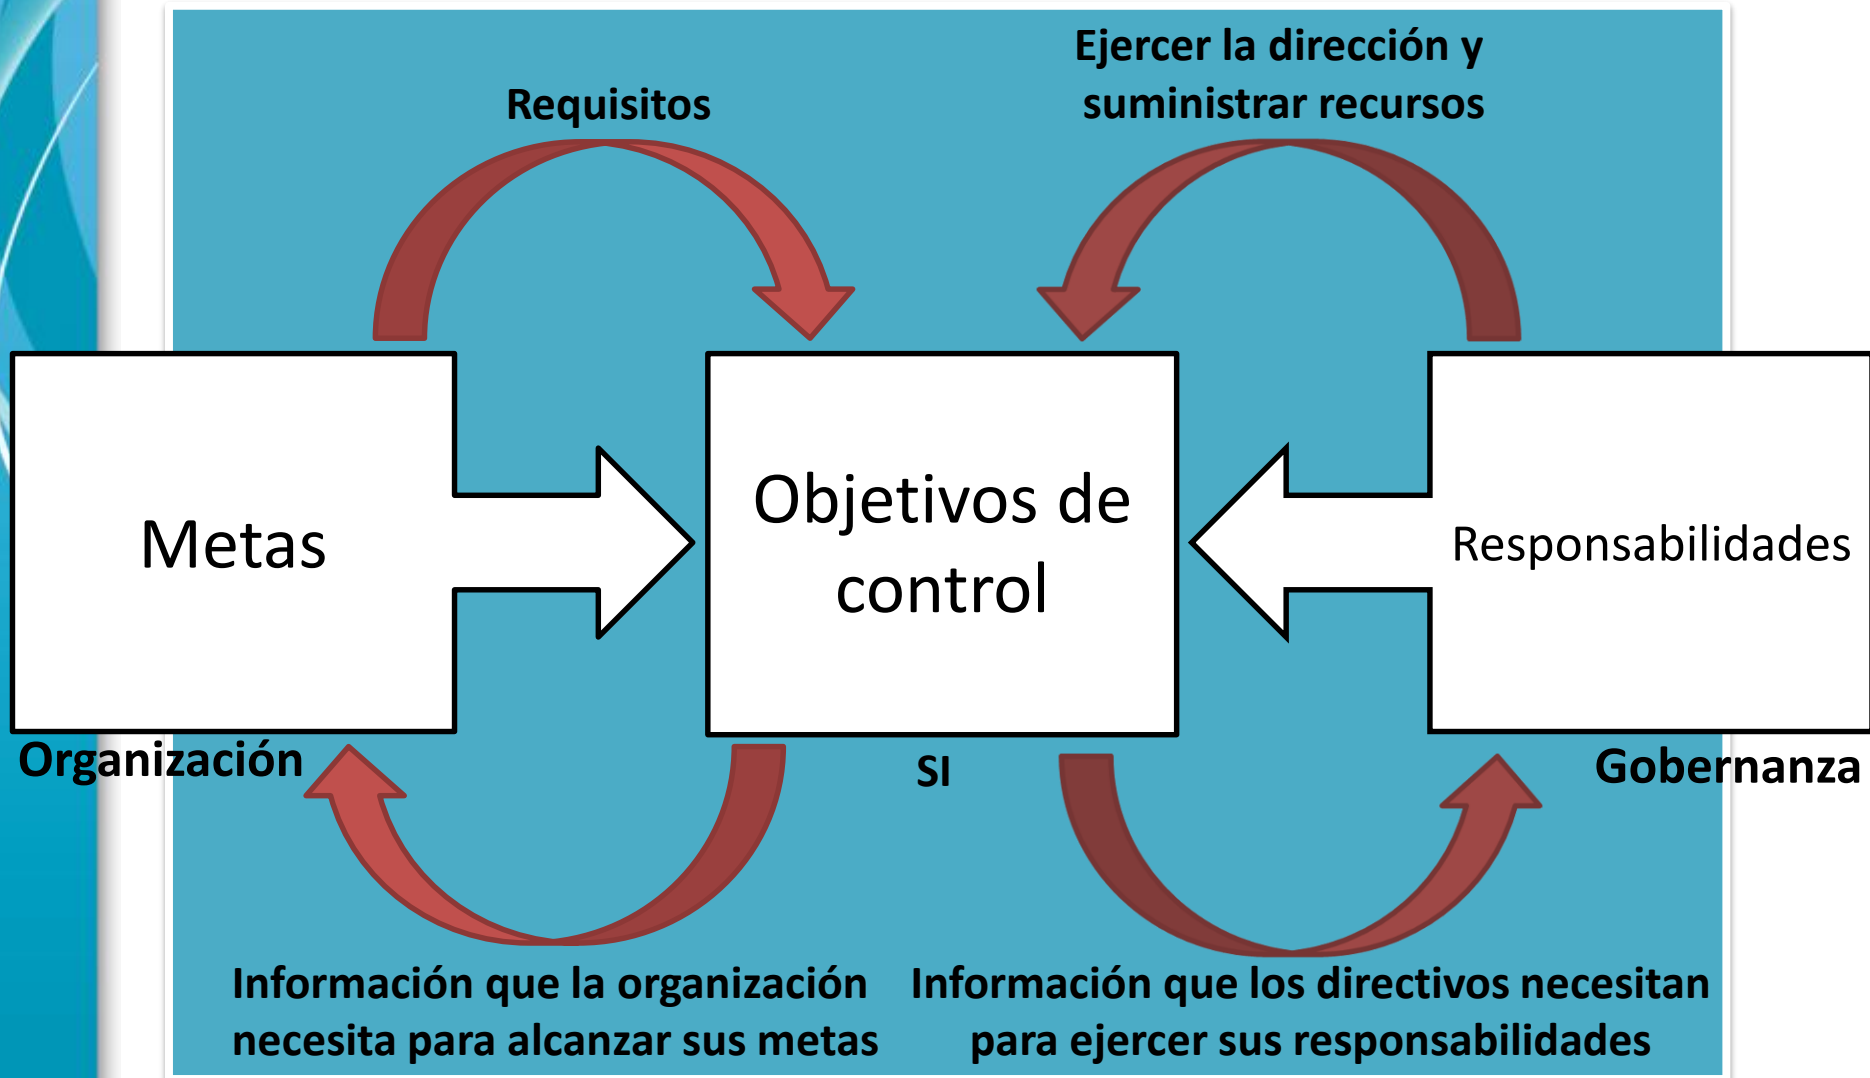 Requisitos
Ejercer la dirección y
suministrar recursos
Metas
Objetivos de
control
Responsabilidades
Organización
SI
Gobernanza
Información que la organización
necesita para alcanzar sus metas
Información que los directivos necesitan
para ejercer sus responsabilidades